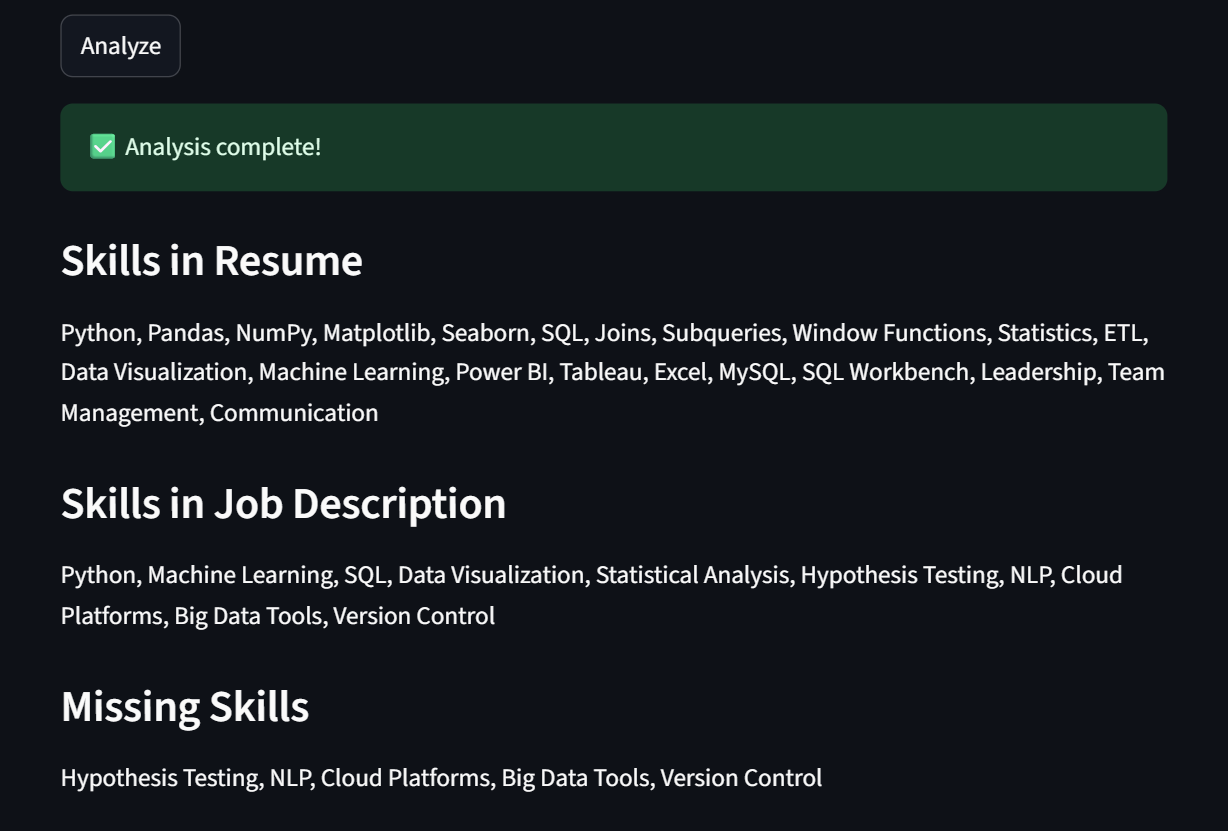 Analyze
✅ Analysis complete!
Skills in Resume
Python, Pandas, NumPy, Matplotlib, Seaborn, SQL, Joins, Subqueries, Window Functions, Statistics, ETL,
Data Visualization, Machine Learning, Power BI, Tableau, Excel, MySQL, SQL Workbench, Leadership, Team
Management, Communication
Skills in Job Description
Python, Machine Learning, SQL, Data Visualization, Statistical Analysis, Hypothesis Testing, NLP, Cloud
Platforms, Big Data Tools, Version Control
Missing Skills
Hypothesis Testing, NLP, Cloud Platforms, Big Data Tools, Version Control